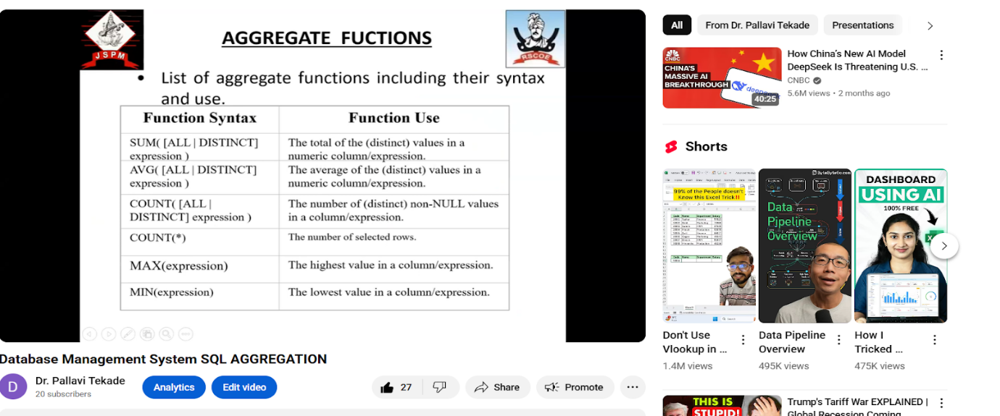 JSPM
AGGREGATE FUCTIONS
RSCOE
• List of aggregate functions including their syntax
and use.
Function Syntax
Function Use
SUM( [ALL | DISTINCT]
expression )
The total of the (distinct) values in a
numeric column/expression.
AVG( [ALL | DISTINCT]
expression )
The average of the (distinct) values in a
numeric column/expression.
COUNT( [ALL |
DISTINCT] expression )
The number of (distinct) non-NULL values
in a column/expression.
COUNT(*)
The number of selected rows.
MAX(expression)
The highest value in a column/expression.
MIN(expression)
The lowest value in a column/expression.
Database Management System SQL AGGREGATION
D
Dr. Pallavi Tekade
20 subscribers
Analytics
Edit video
27
Share
Promote
All
From Dr. Pallavi Tekade
Presentations
CNBC
CHINA'S
MASSIVE AI
BREAKTHROUGH
40:25
How China's New AI Model
DeepSeek Is Threatening U.S. ...
CNBC
5.6M views • 2 months ago
Shorts
99% of the People doesn't
Know this Excel Trick!!
Don't Use
Vlookup in ...
1.4M views
ByteByteGo.com
Data
Pipeline
Overview
Data Pipeline
Overview
495K views
DASHBOARD
USING AI
100% FREE
How I
Tricked ...
475K views
THIS IS
STUPID!
Trump's Tariff War EXPLAINED |
Global Recession Coming